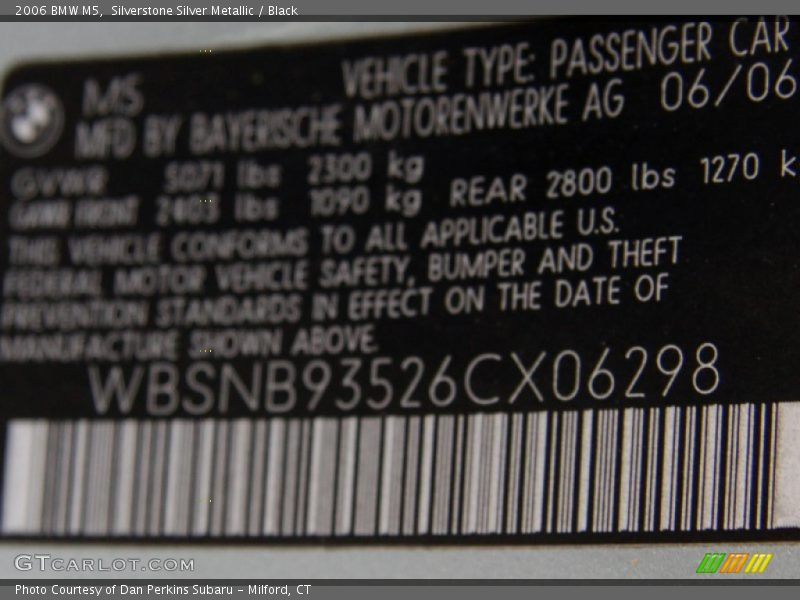 2006 BMW M5,  Silverstone Silver Metallic / Black
M5
VEHICLE TYPE: PASSENGER CAR
MFD BY BAYERISCHE MOTORENWERKE AG 06/06
GVWR 5071 lbs 2300 kg
GAWR FRONT 2403 lbs 1090 kg REAR 2800 lbs 1270 k
THIS VEHICLE CONFORMS TO ALL APPLICABLE U.S.
FEDERAL MOTOR VEHICLE SAFETY, BUMPER AND THEFT
PREVENTION STANDARDS IN EFFECT ON THE DATE OF
MANUFACTURE SHOWN ABOVE.
WBSNB93526CX06298
GTCARLOT.COM
Photo Courtesy of Dan Perkins Subaru – Milford, CT